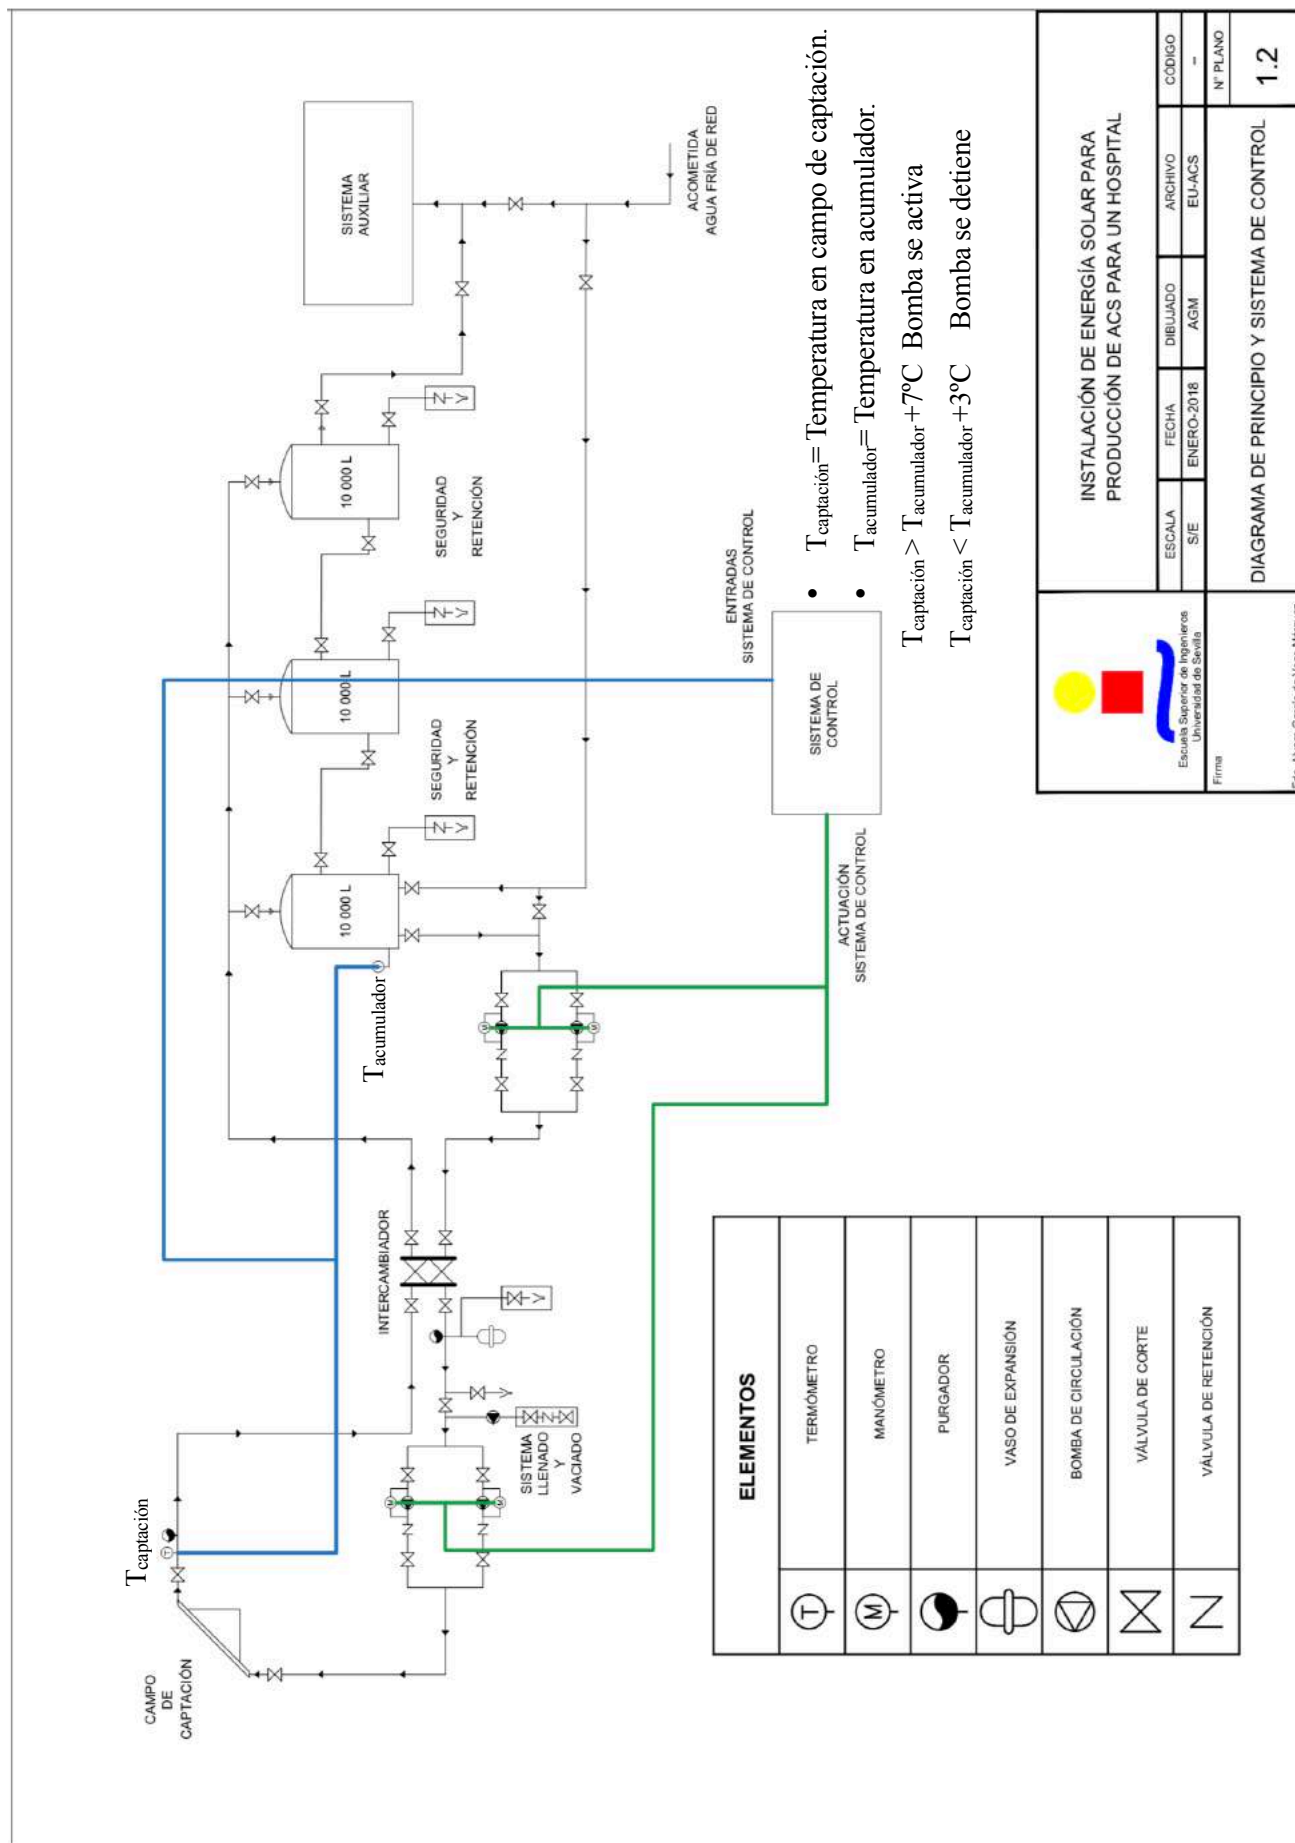 CAMPO
DE
CAPTACIÓN
Tcaptación
T
INTERCAMBIADOR
Tacumulador
T
10 000 L
10 000 L
10 000 L
SEGURIDAD
Y
RETENCIÓN
SEGURIDAD
Y
RETENCIÓN
SISTEMA
AUXILIAR
ACOMETIDA
AGUA FRÍA DE RED
M
M
M
M
SISTEMA
LLENADO
Y
VACIADO
ENTRADAS
SISTEMA DE CONTROL
SISTEMA DE
CONTROL
ACTUACIÓN
SISTEMA DE CONTROL
• Tcaptación= Temperatura en campo de captación.
• Tacumulador= Temperatura en acumulador.
Tcaptación > Tacumulador+7ºC Bomba se activa
Tcaptación < Tacumulador+3ºC Bomba se detiene
ELEMENTOS
T TERMÓMETRO
M MANÓMETRO
PURGADOR
VASO DE EXPANSIÓN
BOMBA DE CIRCULACIÓN
VÁLVULA DE CORTE
VÁLVULA DE RETENCIÓN
Escuela Superior de Ingenieros
Universidad de Sevilla
INSTALACIÓN DE ENERGÍA SOLAR PARA
PRODUCCIÓN DE ACS PARA UN HOSPITAL
ESCALA FECHA DIBUJADO ARCHIVO CÓDIGO
S/E ENERO-2018 AGM EU-ACS --
Firma
DIAGRAMA DE PRINCIPIO Y SISTEMA DE CONTROL
Nº PLANO
1.2